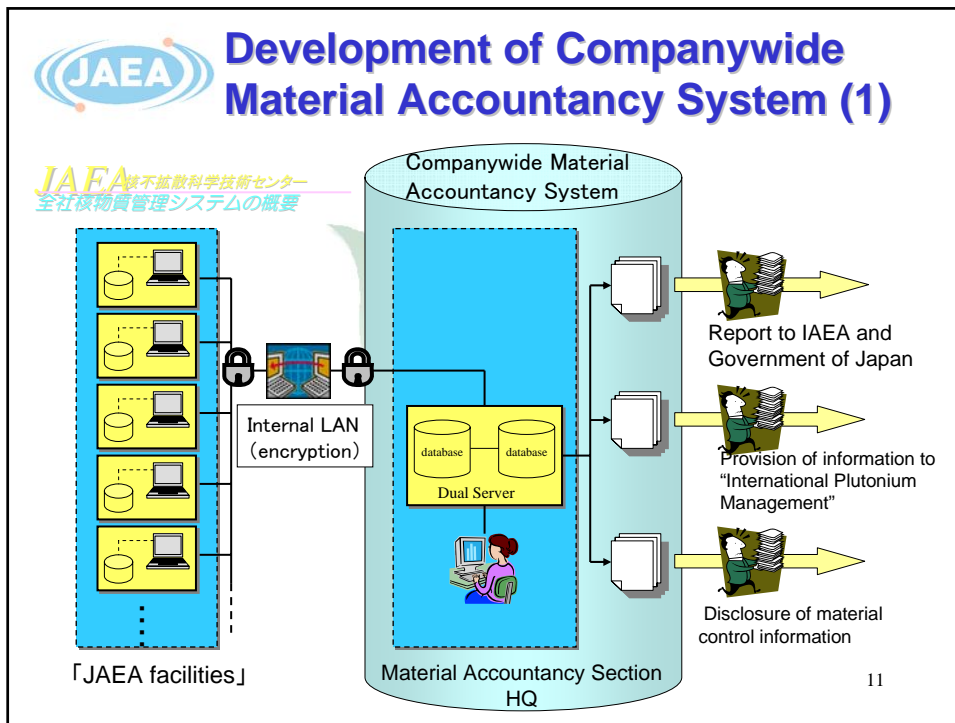 JAEA
Development of Companywide
Material Accountancy System (1)
JAEA核不拡散科学技術センター
全社核物質管理システムの概要
Companywide Material
Accountancy System
Internal LAN
(encryption)
database
database
Dual Server
Report to IAEA and
Government of Japan
Provision of information to
“International Plutonium
Management”
Disclosure of material
control information
「JAEA facilities」
Material Accountancy Section
HQ
11